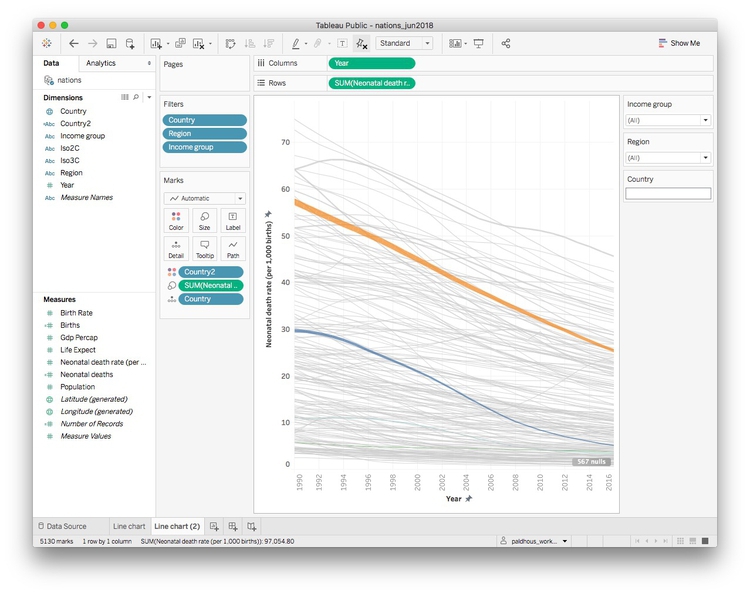 Tableau Public - nations_jun2018
Standard
Show Me
Data
Analytics
nations
Dimensions
Country
Abc Country2
Abc Income group
Abc Iso2C
Abc Iso3C
Abc Region
Year
Abc Measure Names
Measures
Birth Rate
Births
Gdp Percap
Life Expect
Neonatal death rate (per ...
Neonatal deaths
Population
Latitude (generated)
Longitude (generated)
Number of Records
Measure Values
Pages
Filters
Country
Region
Income group
Marks
Automatic
Color
Size
Label
Detail
Tooltip
Path
Country2
SUM(Neonatal ..
Country
Columns
Year
Rows
SUM(Neonatal death r..
Neonatal death rate (per 1,000 births)
70
60
50
40
30
20
10
0
567 nulls
1990
1992
1994
1996
1998
2000
2002
2004
2006
2008
2010
2012
2014
2016
Year
Income group
(All)
Region
(All)
Country
Data Source
Line chart
Line chart (2)
5130 marks
1 row by 1 column
SUM(Neonatal death rate (per 1,000 births)): 97,054.80
paldhous_work...